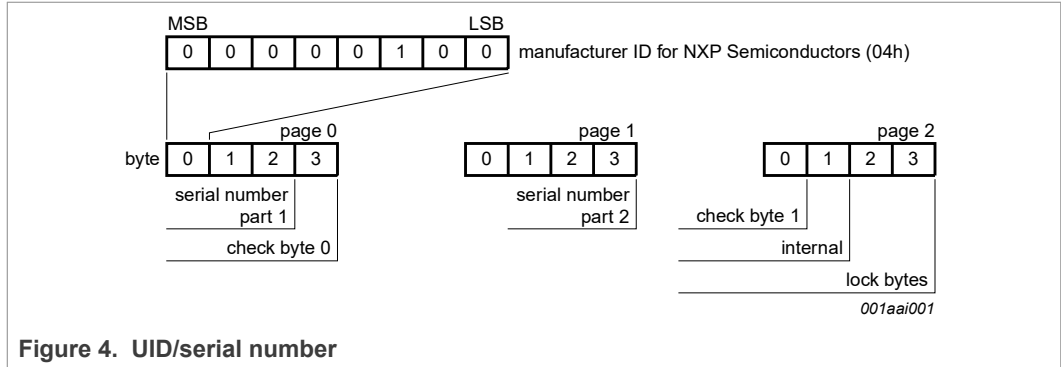 MSB LSB
0 0 0 0 0 1 0 0 manufacturer ID for NXP Semiconductors (04h)
page 0 page 1 page 2
byte 0 1 2 3 0 1 2 3 0 1 2 3
serial number serial number
part 1 part 2 check byte 1
check byte 0 internal
lock bytes
001aai001
Figure 4. UID/serial number